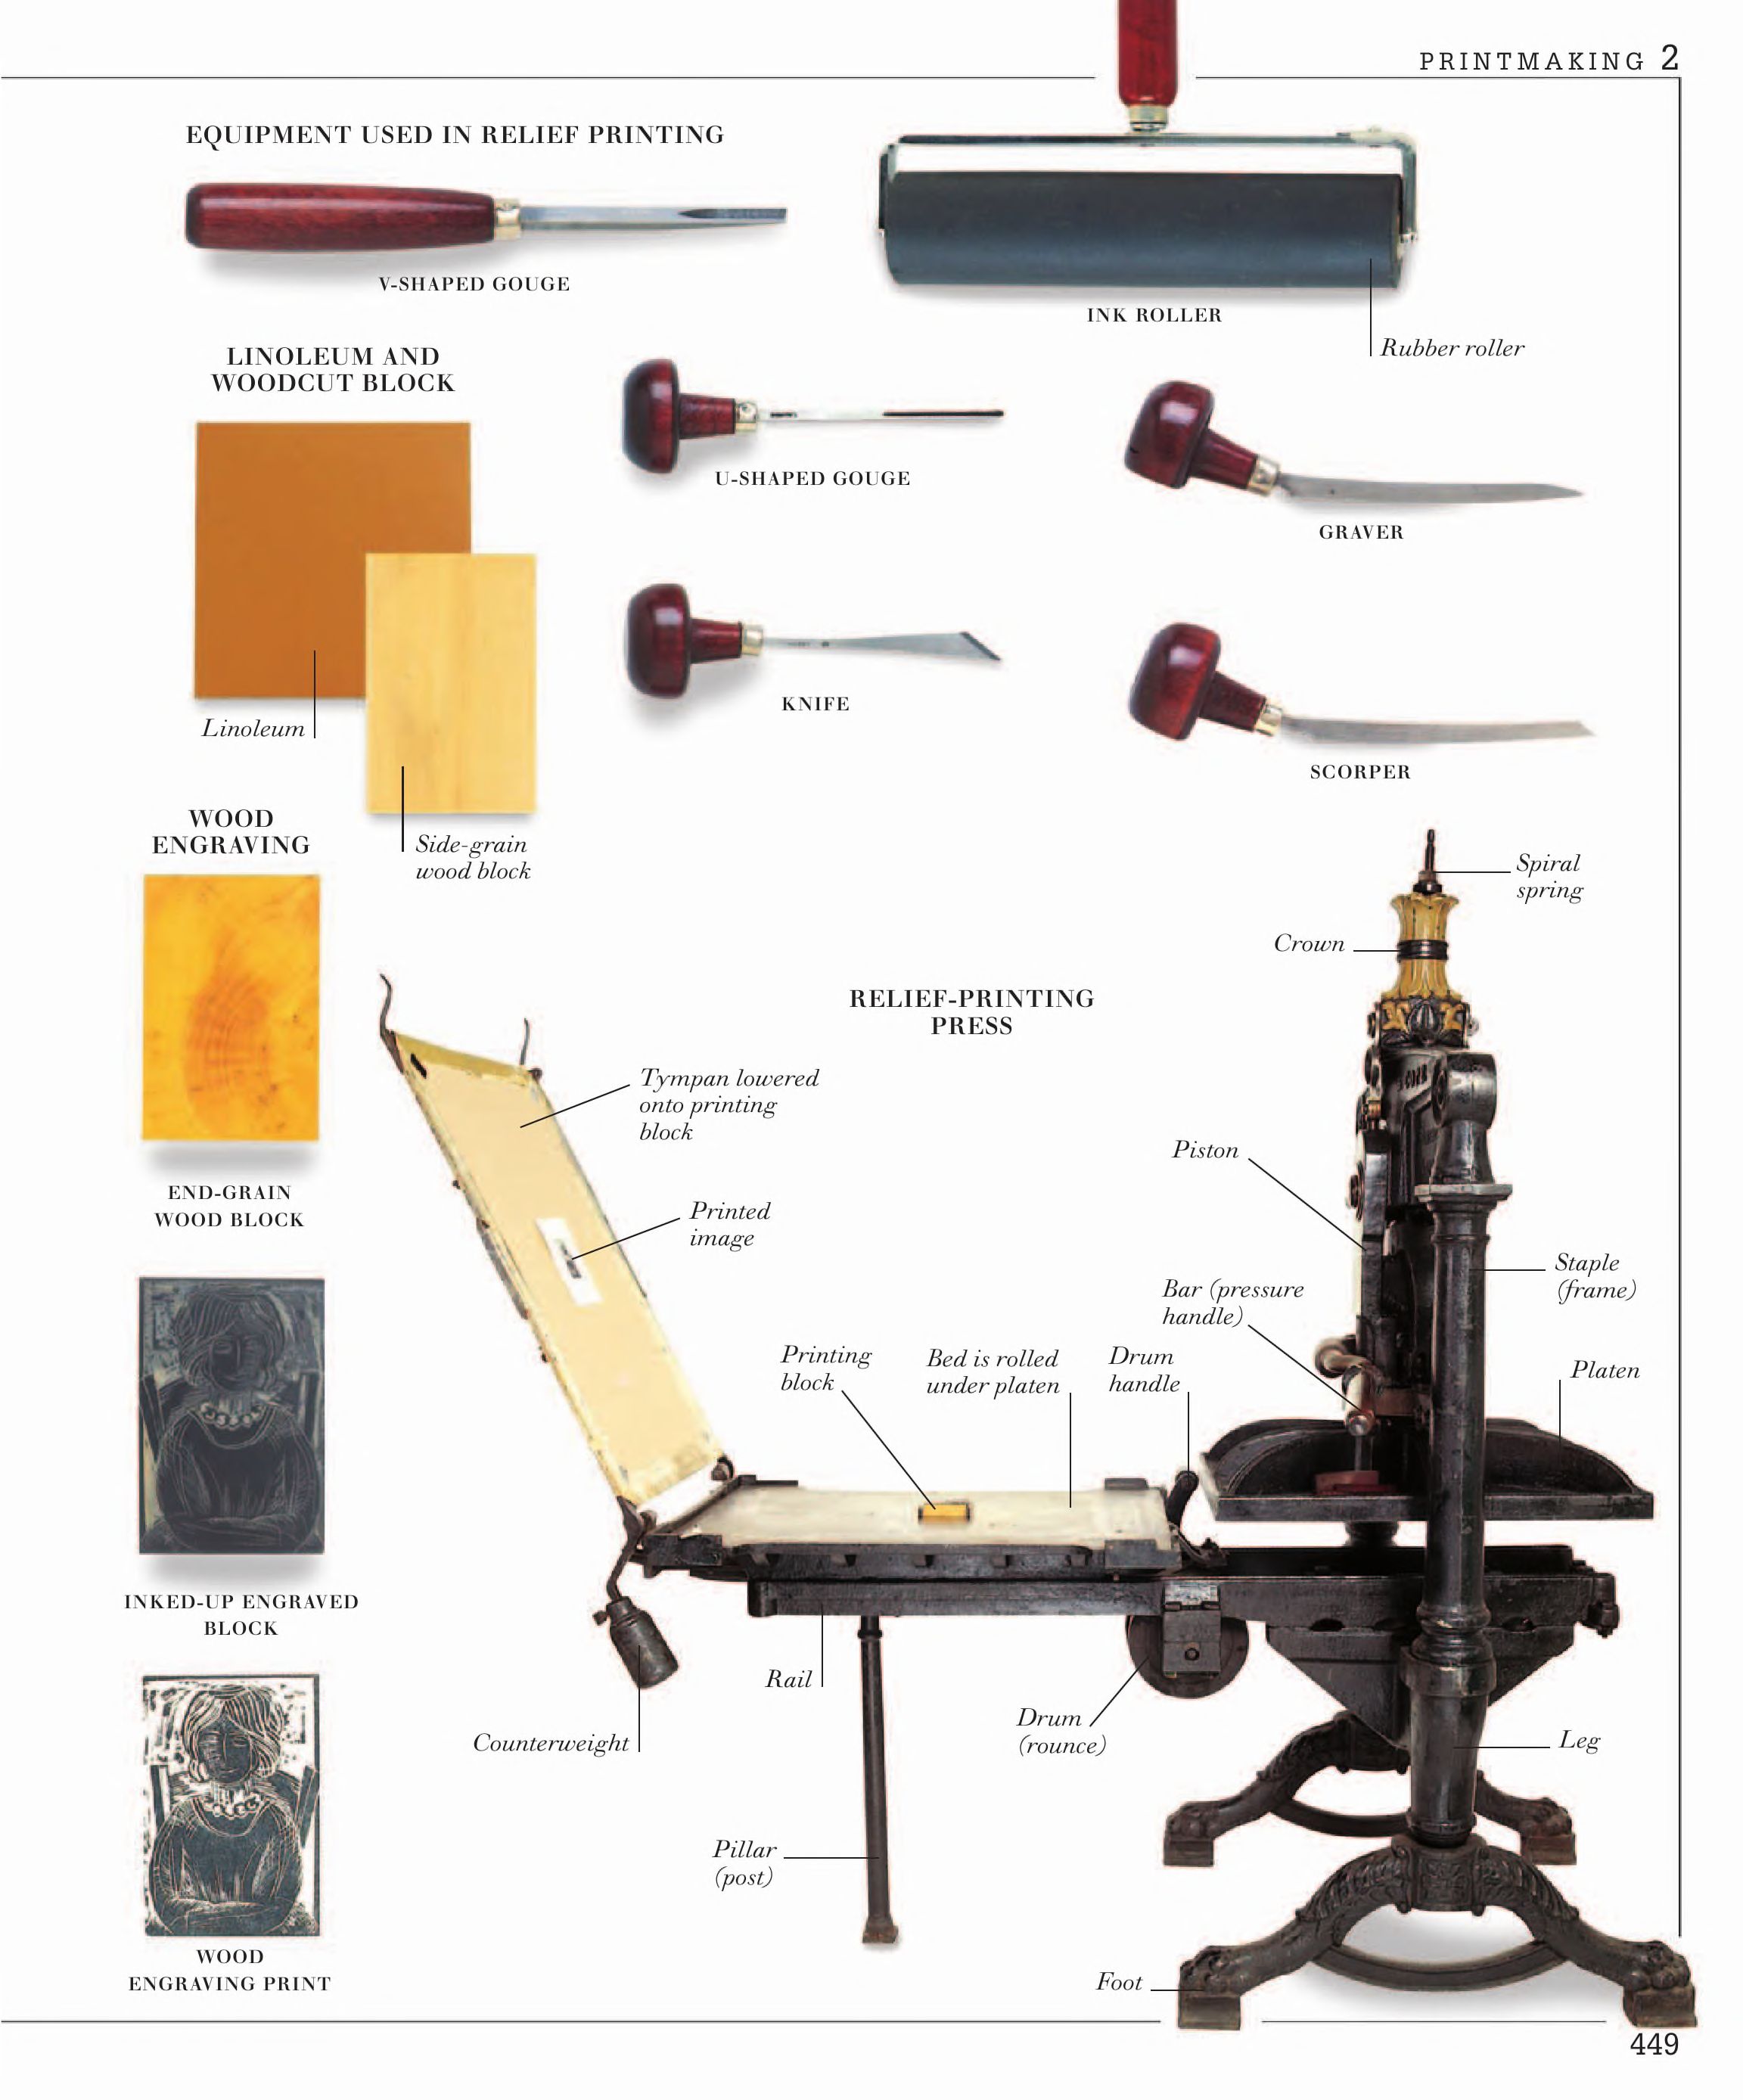 PRINTMAKING 2
EQUIPMENT USED IN RELIEF PRINTING
V-SHAPED GOUGE
INK ROLLER
Rubber roller
LINOLEUM AND
WOODCUT BLOCK
U-SHAPED GOUGE
GRAVER
KNIFE
SCORPER
Linoleum
Side-grain
wood block
WOOD
ENGRAVING
END-GRAIN
WOOD BLOCK
INKED-UP ENGRAVED
BLOCK
WOOD
ENGRAVING PRINT
RELIEF-PRINTING
PRESS
Spiral
spring
Crown
Tympan lowered
onto printing
block
Printed
image
Piston
Staple
(frame)
Bar (pressure
handle)
Printing
block
Bed is rolled
under platen
Drum
handle
Platen
Rail
Counterweight
Drum
(rounce)
Leg
Pillar
(post)
Foot
449